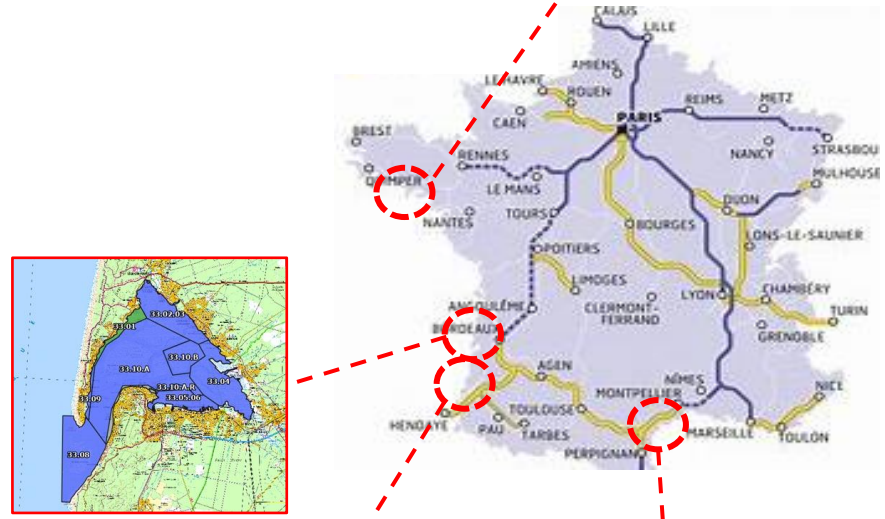 CALAIS
LILLE
AMIENS
LE HAVRE
ROUEN
REIMS
METZ
CAEN
PARIS
BREST
STRASBOU
NANCY
RENNES
QUIMPER
LE MANS
MULHOUSE
DIJON
NANTES
TOURS
BOURGES
LONS-LE-SAUNIER
POITIERS
LIMOGES
CHAMBÉRY
LYON
ANGOULÊME
CLERMONT-
FERRAND
TURIN
BORDEAUX
GRENOBLE
AGEN
NÎMES
MONTPELLIER
NICE
HENDAYE
PAU
TOULOUSE
TARBES
MARSEILLE
TOULON
PERPIGNAN
33.02.03
33.01
33.10.B
33.10.A
33.04
33.10.A.R
33.05.06
33.09
33.08